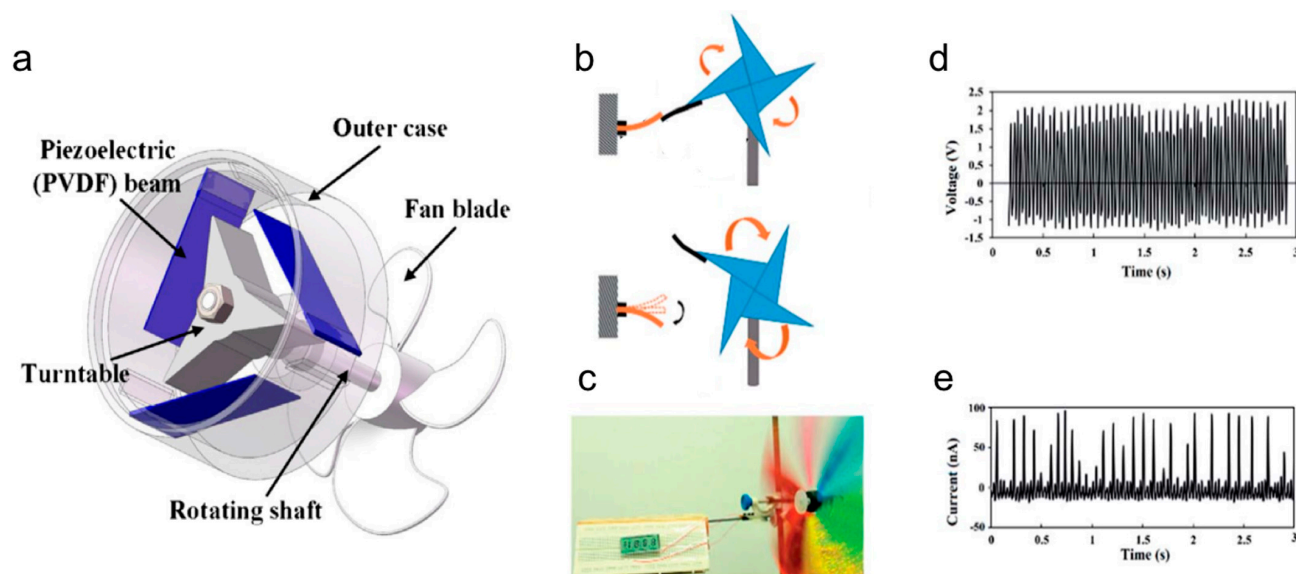 a
Outer case
Piezoelectric
(PVDF) beam
Fan blade
Turntable
Rotating shaft
b
c
d
Voltage (V)
2.5
2
1.5
1
0.5
0
-0.5
-1
-1.5
0 0.5 1 1.5 2 2.5 3
Time (s)
e
Current (nA)
100
50
0
-50
0 0.5 1 1.5 2 2.5 3
Time (s)